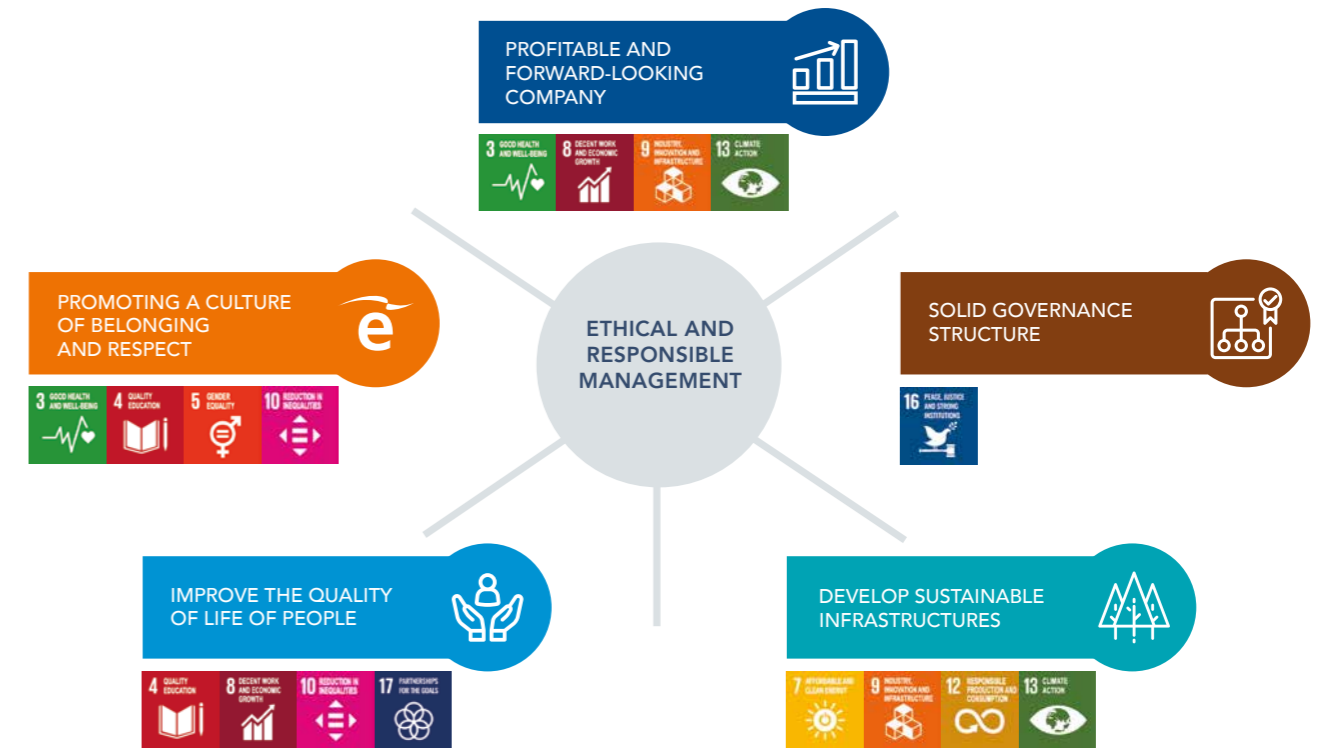 PROFITABLE AND
FORWARD-LOOKING
COMPANY
3 GOOD HEALTH
AND WELL-BEING
8 DECENT WORK
AND ECONOMIC
GROWTH
9 INDUSTRY,
INNOVATION AND
INFRASTRUCTURE
13 CLIMATE
ACTION
PROMOTING A CULTURE
OF BELONGING
AND RESPECT
e
3 GOOD HEALTH
AND WELL-BEING
4 QUALITY
EDUCATION
5 GENDER
EQUALITY
10 REDUCTION IN
INEQUALITIES
ETHICAL AND
RESPONSIBLE
MANAGEMENT
SOLID GOVERNANCE
STRUCTURE
16 PEACE, JUSTICE
AND STRONG
INSTITUTIONS
IMPROVE THE QUALITY
OF LIFE OF PEOPLE
4 QUALITY
EDUCATION
8 DECENT WORK
AND ECONOMIC
GROWTH
10 REDUCTION IN
INEQUALITIES
17 PARTNERSHIPS
FOR THE GOALS
DEVELOP SUSTAINABLE
INFRASTRUCTURES
7 AFFORDABLE AND
CLEAN ENERGY
9 INDUSTRY,
INNOVATION AND
INFRASTRUCTURE
12 RESPONSIBLE
PRODUCTION AND
CONSUMPTION
13 CLIMATE
ACTION